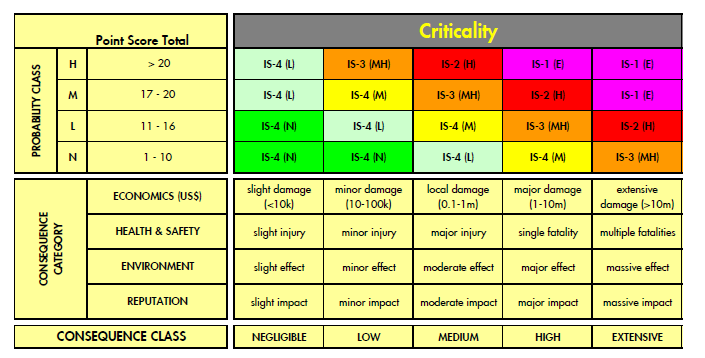 Point Score Total
Criticality
PROBABILITY CLASS
H > 20 IS-4 (L) IS-3 (MH) IS-2 (H) IS-1 (E) IS-1 (E)
M 17 - 20 IS-4 (L) IS-4 (M) IS-3 (MH) IS-2 (H) IS-1 (E)
L 11 - 16 IS-4 (N) IS-4 (L) IS-4 (M) IS-3 (MH) IS-2 (H)
N 1 - 10 IS-4 (N) IS-4 (N) IS-4 (L) IS-4 (M) IS-3 (MH)
CONSEQUENCE
CATEGORY
ECONOMICS (US$) slight damage minor damage local damage major damage extensive
(<10k) (10-100k) (0.1-1m) (1-10m) damage (>10m)
HEALTH & SAFETY slight injury minor injury major injury single fatality multiple fatalities
ENVIRONMENT slight effect minor effect moderate effect major effect massive effect
REPUTATION slight impact minor impact moderate impact major impact massive impact
CONSEQUENCE CLASS NEGLIGIBLE LOW MEDIUM HIGH EXTENSIVE